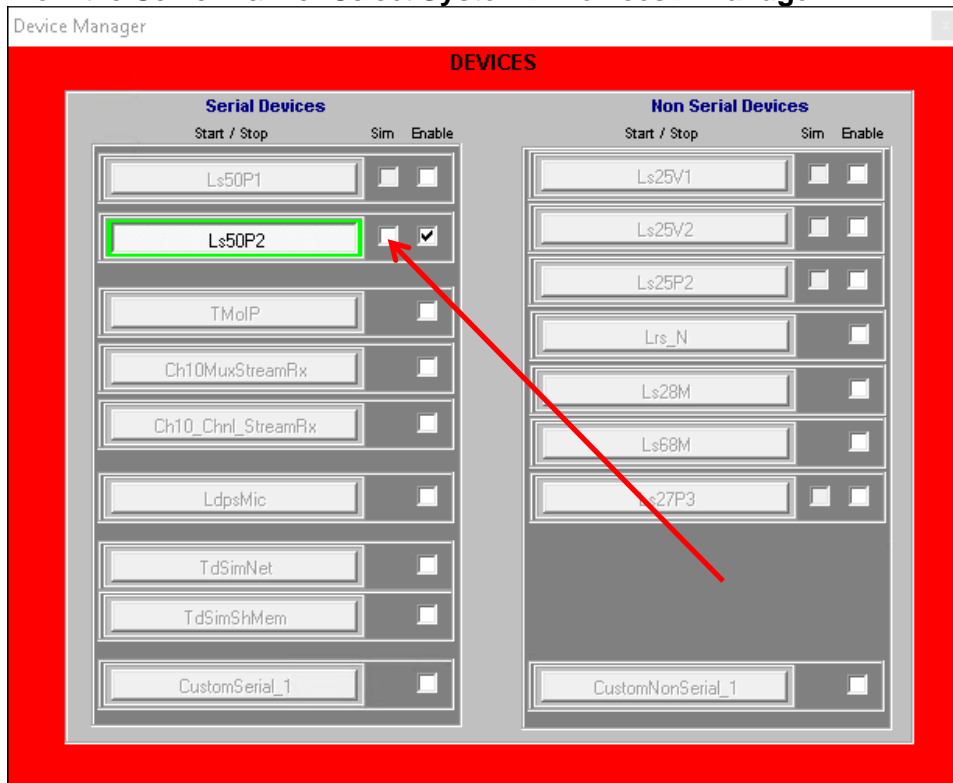 Device Manager
x
DEVICES
Serial Devices
Start / Stop Sim Enable
Ls50P1
Ls50P2
TMoIP
Ch10MuxStreamRx
Ch10_Chnl_StreamRx
LdpsMic
TdSimNet
TdSimShMem
CustomSerial_1
Non Serial Devices
Start / Stop Sim Enable
Ls25V1
Ls25V2
Ls25P2
Lrs_N
Ls28M
Ls68M
Ls27P3
CustomNonSerial_1